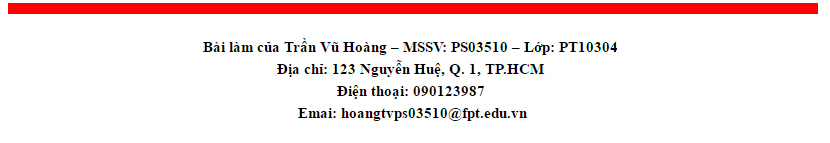 Bài làm của Trần Vũ Hoàng – MSSV: PS03510 – Lớp: PT10304
Địa chỉ: 123 Nguyễn Huệ, Q. 1, TP.HCM
Điện thoại: 090123987
Emai: hoangtvps03510@fpt.edu.vn